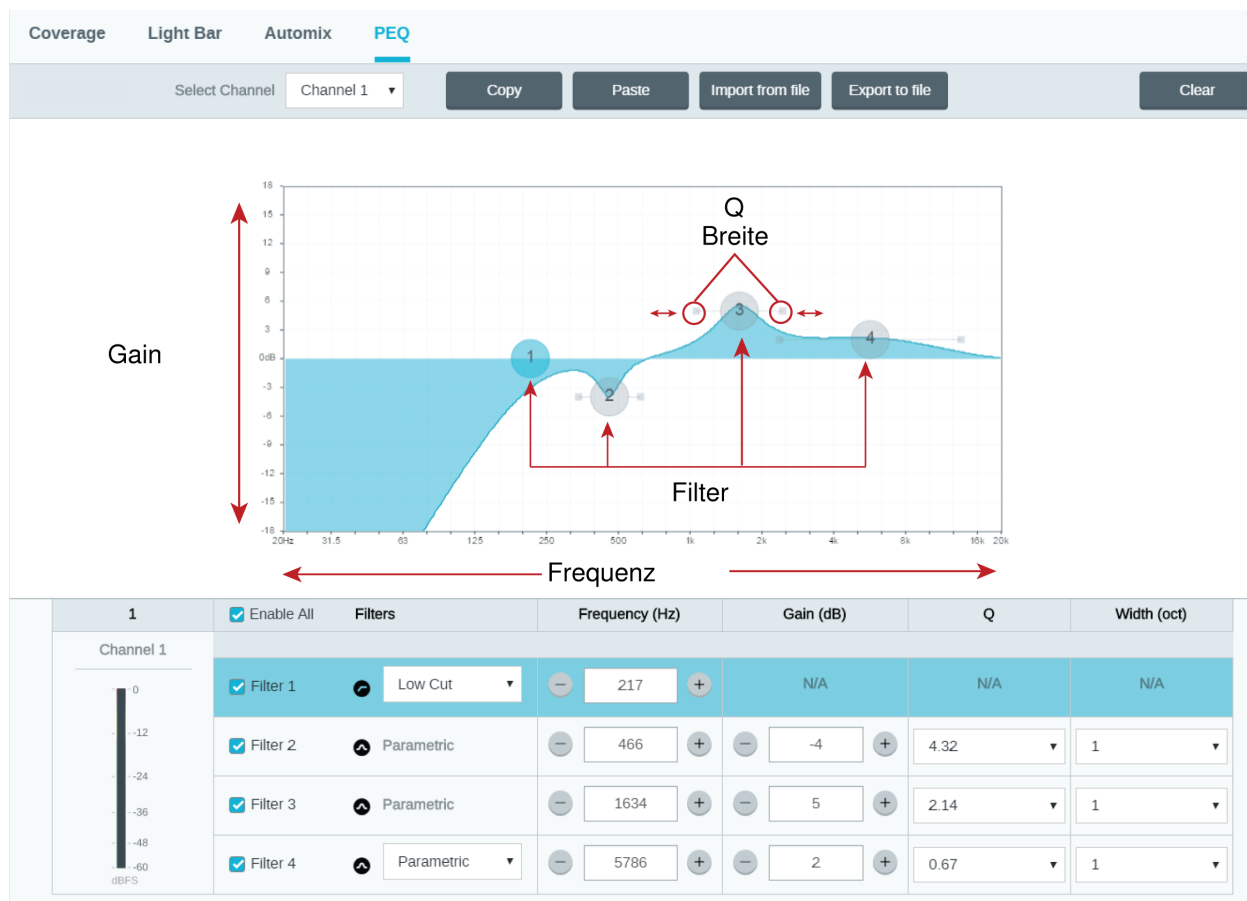 Coverage Light Bar Automix PEQ
Select Channel Channel 1 Copy Paste Import from file Export to file Clear
18
15
12
9
6
3
0dB
-3
-6
-9
-12
-15
-18
20Hz 31.5 63 125 250 500 1k 2k 4k 8k 16k 20k
Gain
Q
Breite
1
2
3
4
Filter
Frequenz
1 Enable All Filters Frequency (Hz) Gain (dB) Q Width (oct)
Channel 1
0
-12
-24
-36
-48
-60
dBFS
Filter 1 Low Cut 217 N/A N/A N/A
Filter 2 Parametric 466 -4 4.32 1
Filter 3 Parametric 1634 5 2.14 1
Filter 4 Parametric 5786 2 0.67 1